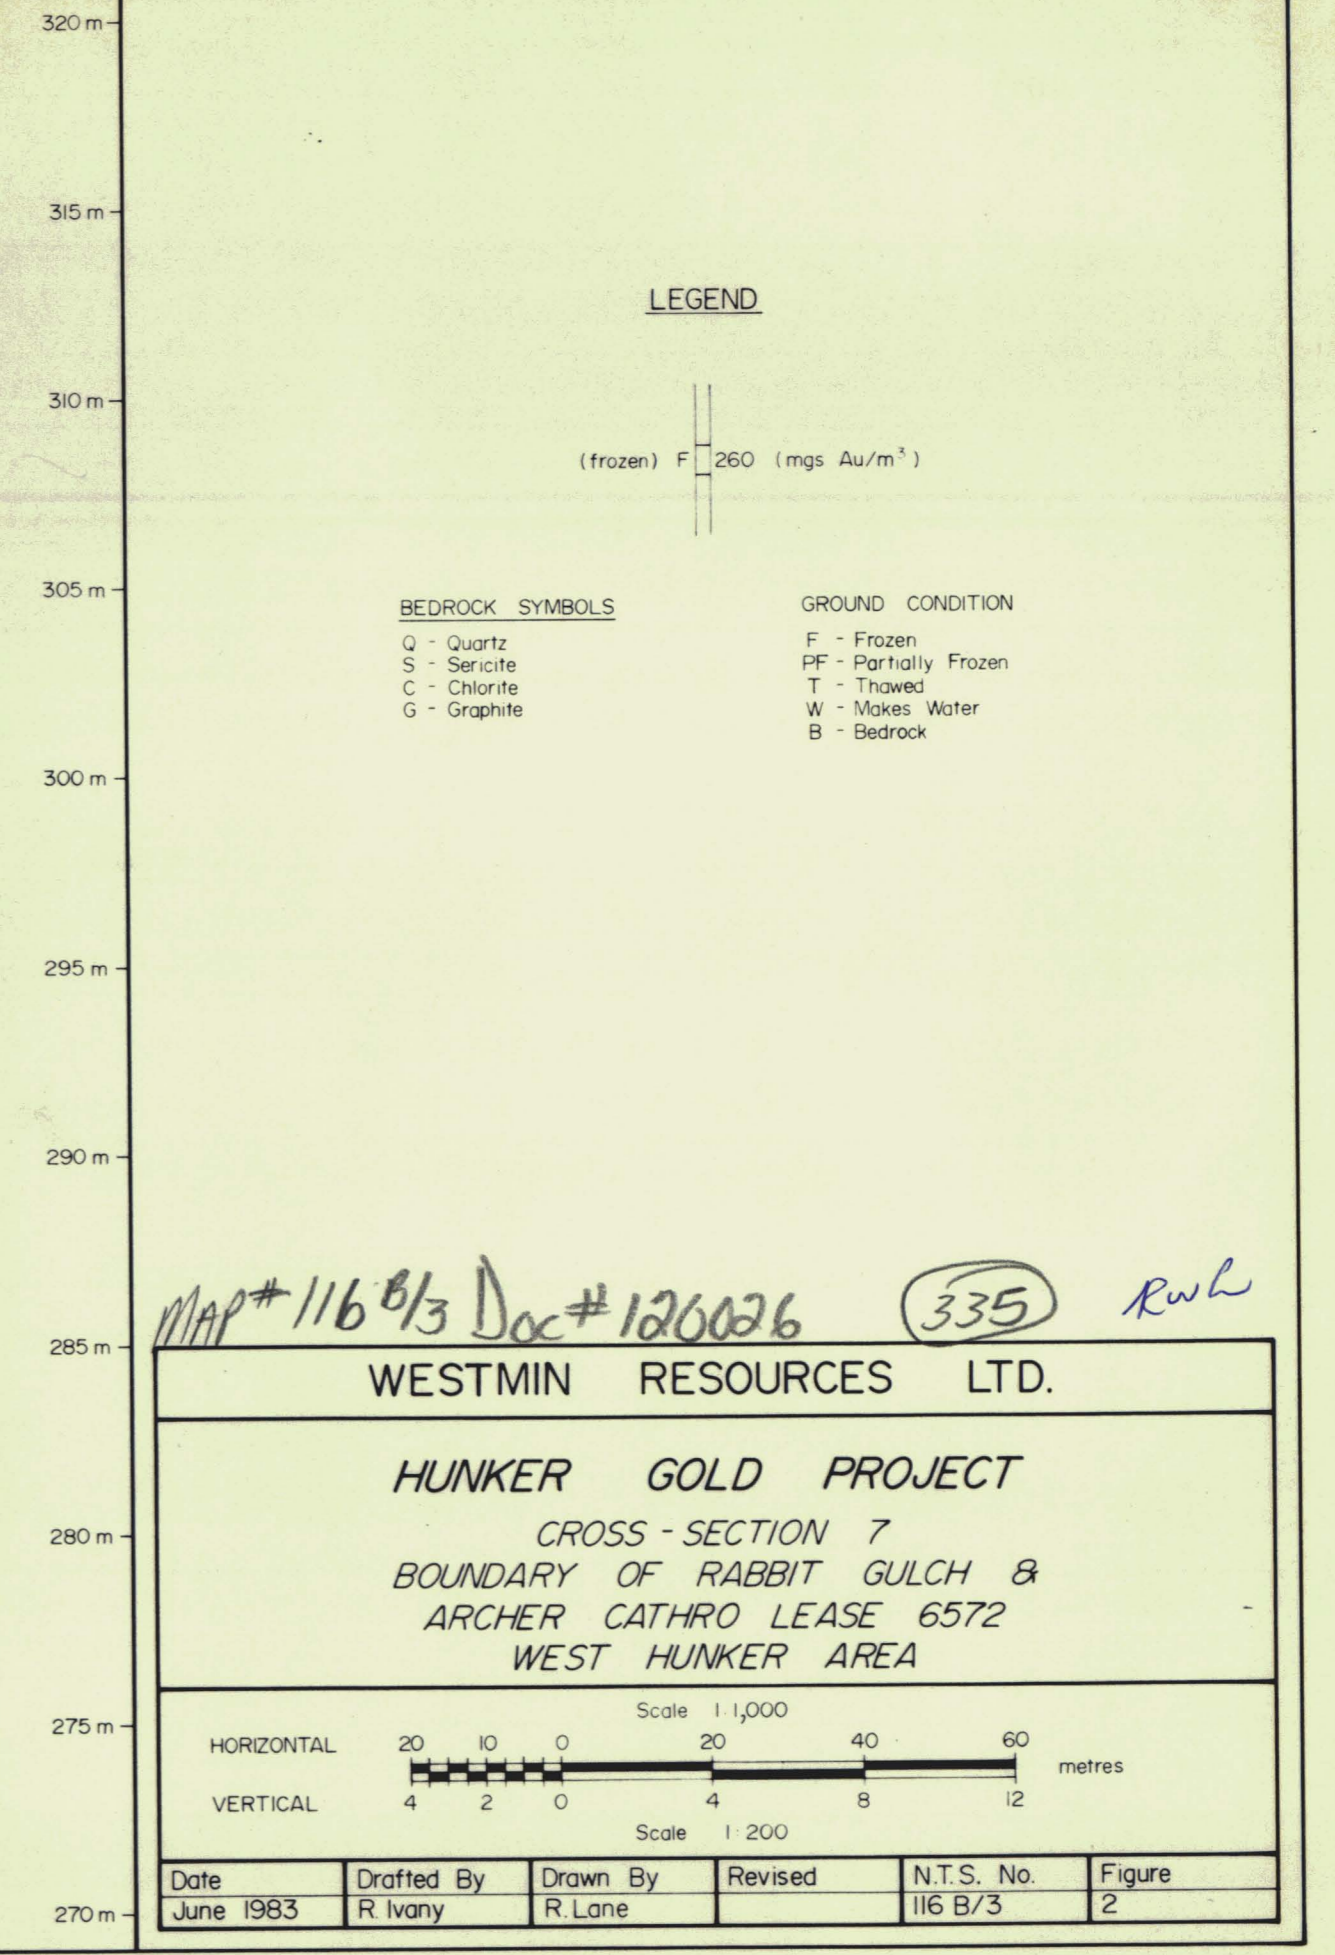 320 m
315 m
LEGEND
310 m
(frozen) F 260 (mgs Au/m³)
305 m
BEDROCK SYMBOLS
Q - Quartz
S - Sericite
C - Chlorite
G - Graphite
GROUND CONDITION
F - Frozen
PF - Partially Frozen
T - Thawed
W - Makes Water
B - Bedrock
300 m
295 m
290 m
MAP# 116 B/3 Doc# 120026 335
285 m
WESTMIN RESOURCES LTD.
HUNKER GOLD PROJECT
280 m
CROSS-SECTION 7
BOUNDARY OF RABBIT GULCH &
ARCHER CATHRO LEASE 6572
WEST HUNKER AREA
275 m
Scale 1:1,000
HORIZONTAL 20 10 0 20 40 60
metres
VERTICAL 4 2 0 4 8 12
Scale 1:200
Date Drafted By Drawn By Revised N.T.S. No. Figure
270 m
June 1983 R. Ivany R. Lane 116 B/3 2